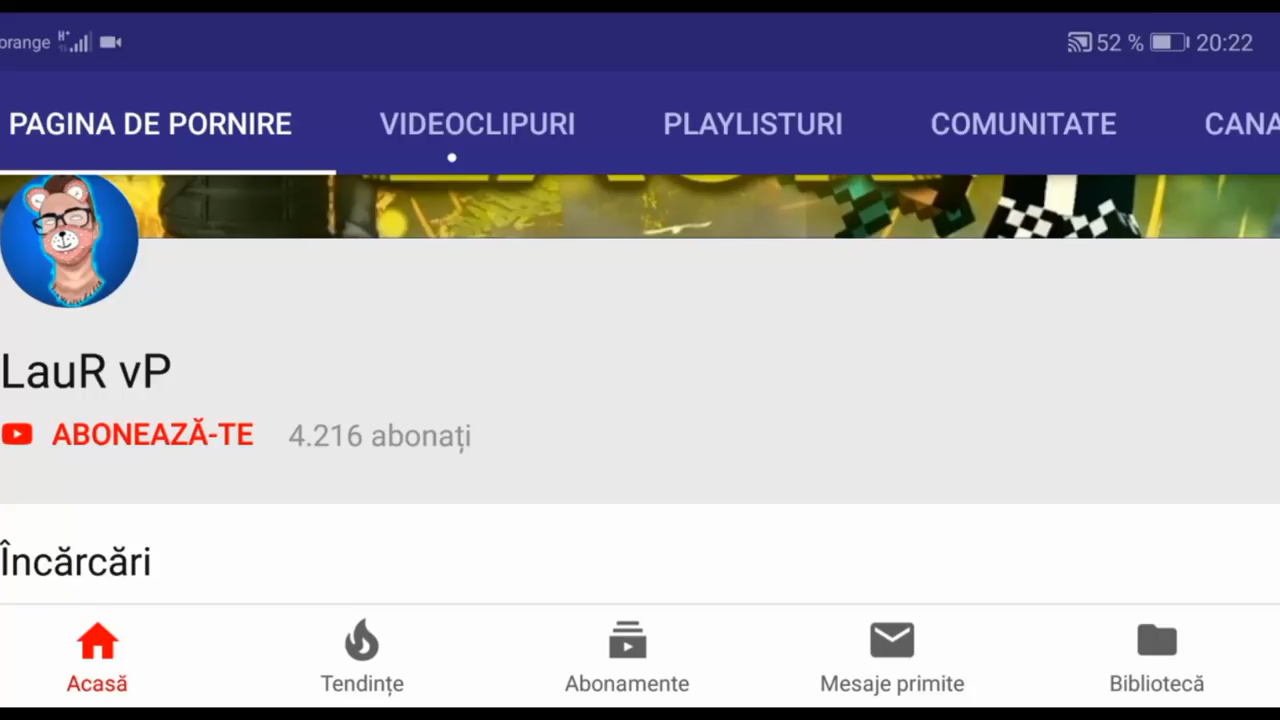 orange H+ 52 % 20:22
PAGINA DE PORNIRE VIDEOCLIPURI PLAYLISTURI COMUNITATE CANA
LauR vP
ABONEAZĂ-TE 4.216 abonați
Încărcări
Acasă Tendințe Abonamente Mesaje primite Bibliotecă